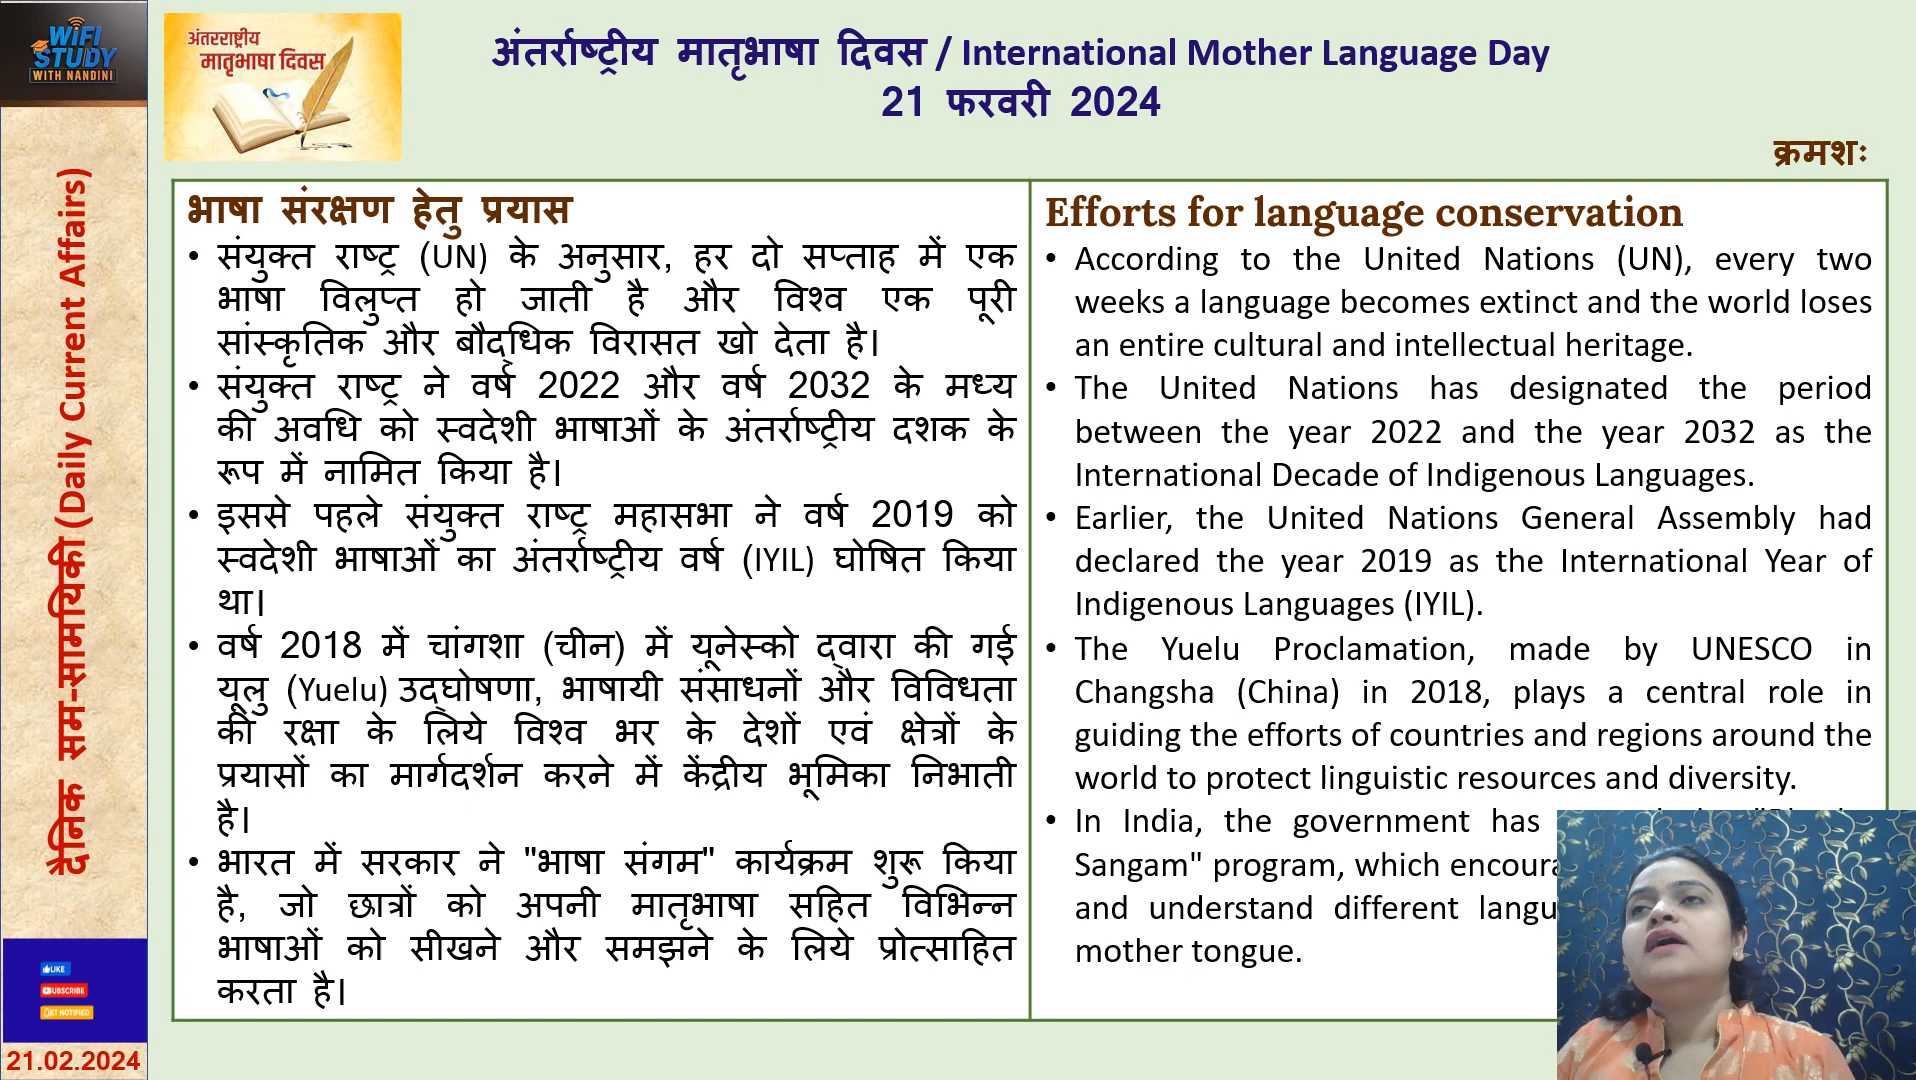 WiFi
STUDY
WITH NANDINI
अंतरराष्ट्रीय
मातृभाषा दिवस
अंतर्राष्ट्रीय मातृभाषा दिवस / International Mother Language Day
21 फरवरी 2024
क्रमशः
दैनिक सम-सामयिकी (Daily Current Affairs)
भाषा संरक्षण हेतु प्रयास
• संयुक्त राष्ट्र (UN) के अनुसार, हर दो सप्ताह में एक
भाषा विलुप्त हो जाती है और विश्व एक पूरी
सांस्कृतिक और बौद्धिक विरासत खो देता है।
• संयुक्त राष्ट्र ने वर्ष 2022 और वर्ष 2032 के मध्य
की अवधि को स्वदेशी भाषाओं के अंतर्राष्ट्रीय दशक के
रूप में नामित किया है।
• इससे पहले संयुक्त राष्ट्र महासभा ने वर्ष 2019 को
स्वदेशी भाषाओं का अंतर्राष्ट्रीय वर्ष (IYIL) घोषित किया
था।
• वर्ष 2018 में चांगशा (चीन) में यूनेस्को द्वारा की गई
यूलु (Yuelu) उद्घोषणा, भाषायी संसाधनों और विविधता
की रक्षा के लिये विश्व भर के देशों एवं क्षेत्रों के
प्रयासों का मार्गदर्शन करने में केंद्रीय भूमिका निभाती
है।
• भारत में सरकार ने "भाषा संगम" कार्यक्रम शुरू किया
है, जो छात्रों को अपनी मातृभाषा सहित विभिन्न
भाषाओं को सीखने और समझने के लिये प्रोत्साहित
करता है।
Efforts for language conservation
• According to the United Nations (UN), every two
weeks a language becomes extinct and the world loses
an entire cultural and intellectual heritage.
• The United Nations has designated the period
between the year 2022 and the year 2032 as the
International Decade of Indigenous Languages.
• Earlier, the United Nations General Assembly had
declared the year 2019 as the International Year of
Indigenous Languages (IYIL).
• The Yuelu Proclamation, made by UNESCO in
Changsha (China) in 2018, plays a central role in
guiding the efforts of countries and regions around the
world to protect linguistic resources and diversity.
• In India, the government has
Sangam" program, which
and understand different
mother tongue.
LIKE
SUBSCRIBE
GET NOTIFIED
21.02.2024